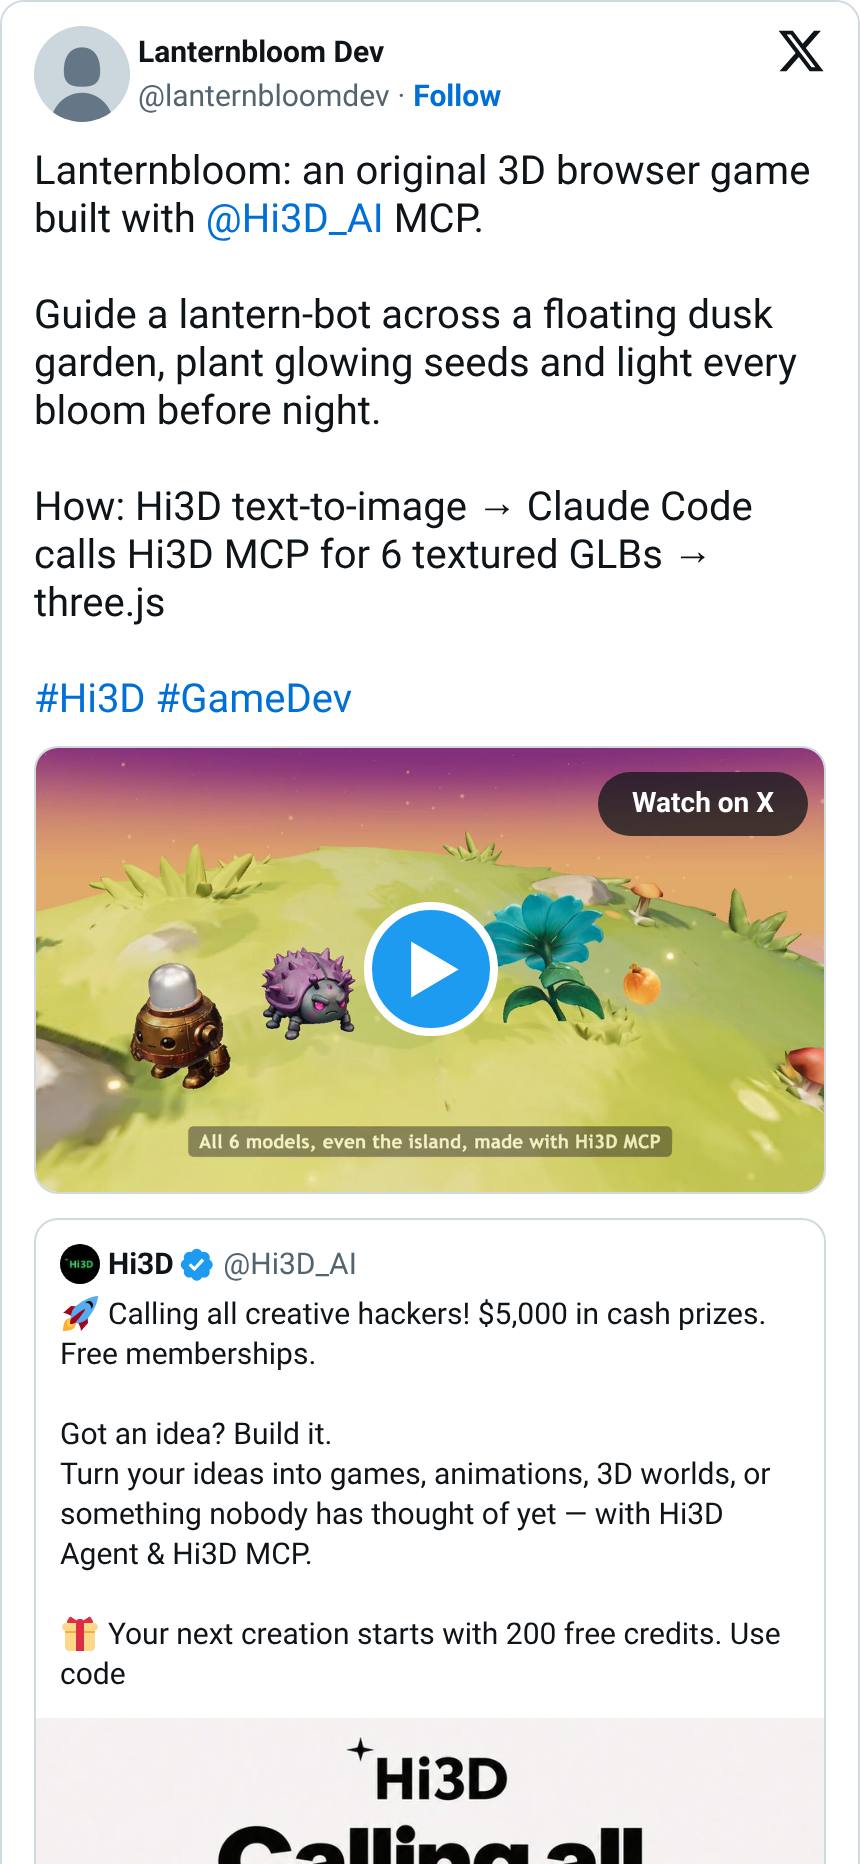 Lanternbloom Dev
@lanternbloomdev · Follow
Lanternbloom: an original 3D browser game
built with @Hi3D_AI MCP.
Guide a lantern-bot across a floating dusk
garden, plant glowing seeds and light every
bloom before night.
How: Hi3D text-to-image → Claude Code
calls Hi3D MCP for 6 textured GLBs →
three.js
#Hi3D #GameDev
Watch on X
All 6 models, even the island, made with Hi3D MCP
Hi3D
Hi3D @Hi3D_AI
🚀 Calling all creative hackers! $5,000 in cash prizes.
Free memberships.
Got an idea? Build it.
Turn your ideas into games, animations, 3D worlds, or
something nobody has thought of yet — with Hi3D
Agent & Hi3D MCP.
🎁 Your next creation starts with 200 free credits. Use
code
Hi3D
Calling all